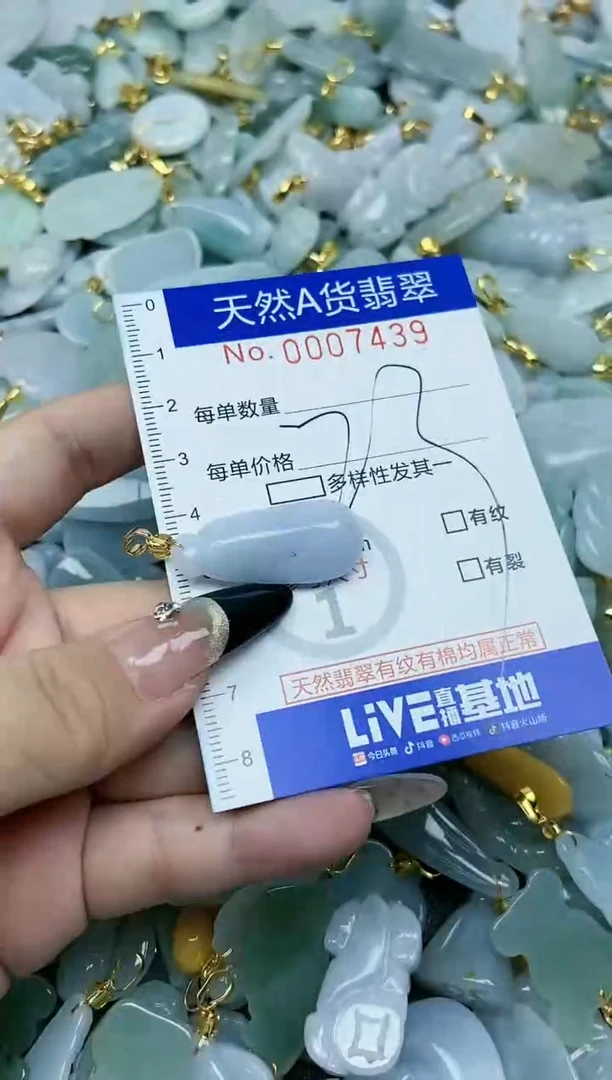 天然A货翡翠
No. 0007439
0
1
2
3
4
7
8
每单数量
每单价格
多样性发其一
有纹
寸
有裂
1
天然翡翠有纹有棉均属正常
LiVE直播基地
今日头条 抖音 西瓜视频 抖音火山版